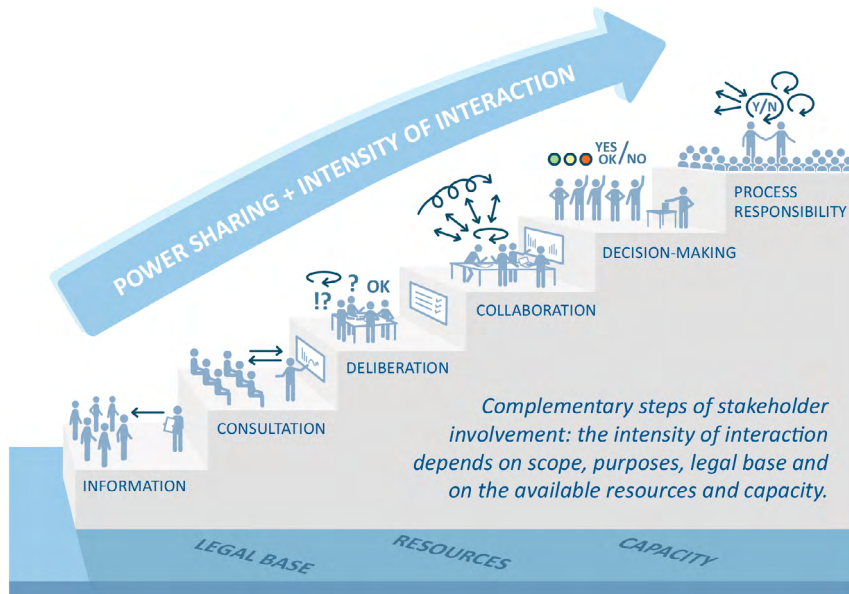 POWER SHARING + INTENSITY OF INTERACTION
Y/N
YES
OK/NO
PROCESS
RESPONSIBILITY
DECISION-MAKING
? OK
!?
COLLABORATION
DELIBERATION
CONSULTATION
INFORMATION
Complementary steps of stakeholder
involvement: the intensity of interaction
depends on scope, purposes, legal base and
on the available resources and capacity.
LEGAL BASE
RESOURCES
CAPACITY